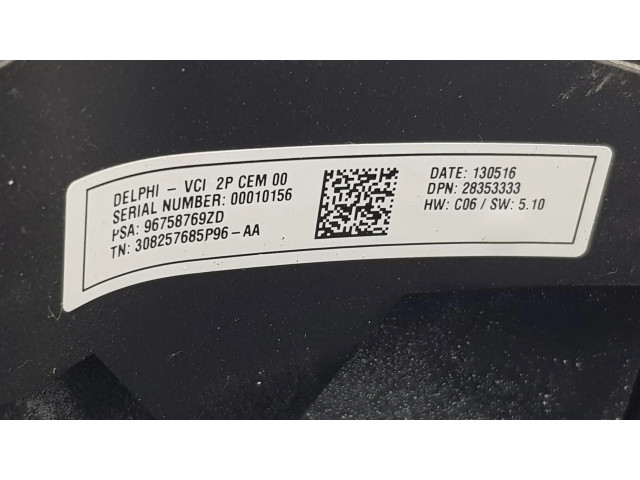 DELPHI - VCI 2P CEM 00
SERIAL NUMBER: 00010156
PSA: 96758769ZD
TN: 308257685P96-AA
DATE: 130516
DPN: 28353333
HW: C06 / SW: 5.10